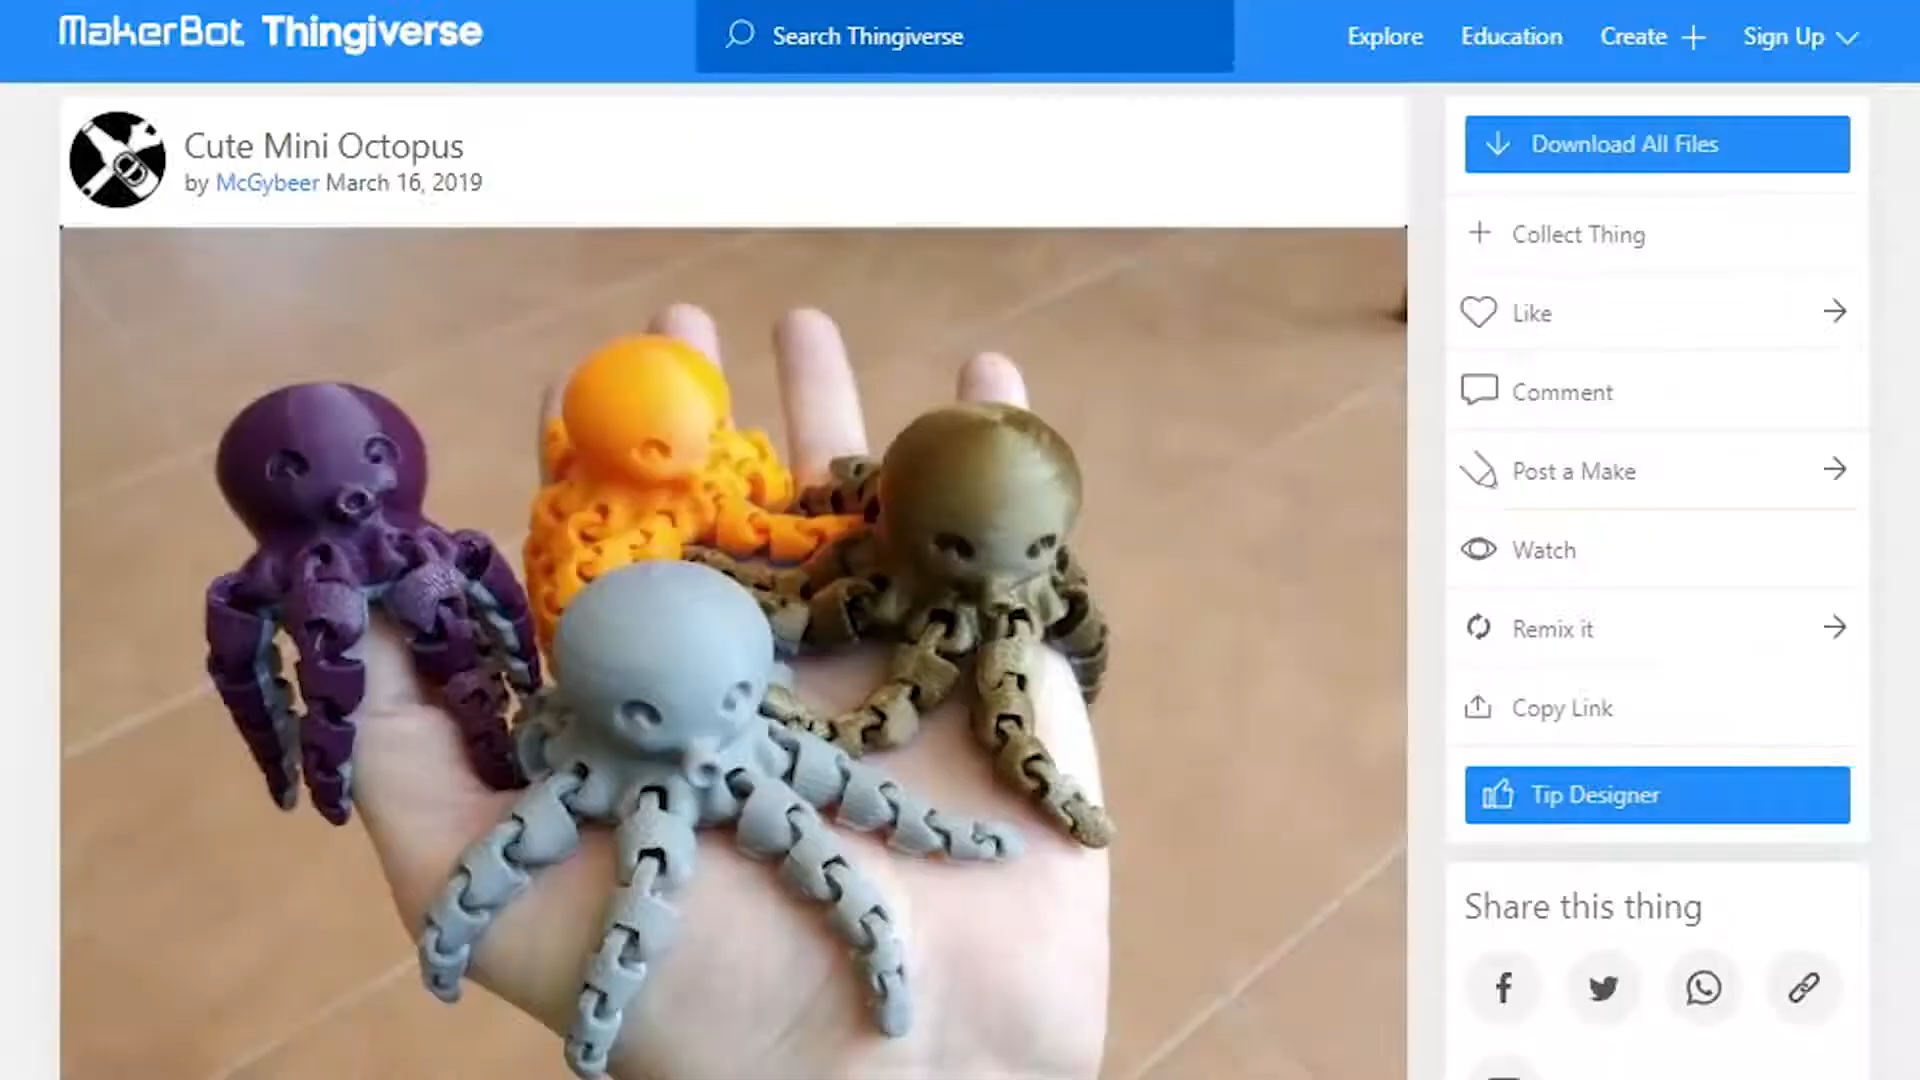 MakerBot Thingiverse
Search Thingiverse
Explore
Education
Create
Sign Up
Cute Mini Octopus
by McGybeer March 16, 2019
Download All Files
Collect Thing
Like
Comment
Post a Make
Watch
Remix it
Copy Link
Tip Designer
Share this thing